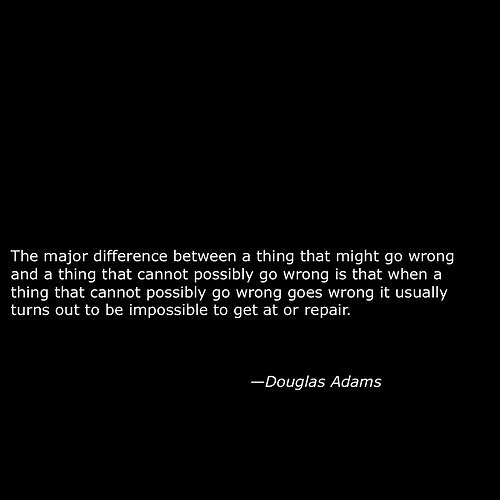 The major difference between a thing that might go wrong
and a thing that cannot possibly go wrong is that when a
thing that cannot possibly go wrong goes wrong it usually
turns out to be impossible to get at or repair.
—Douglas Adams